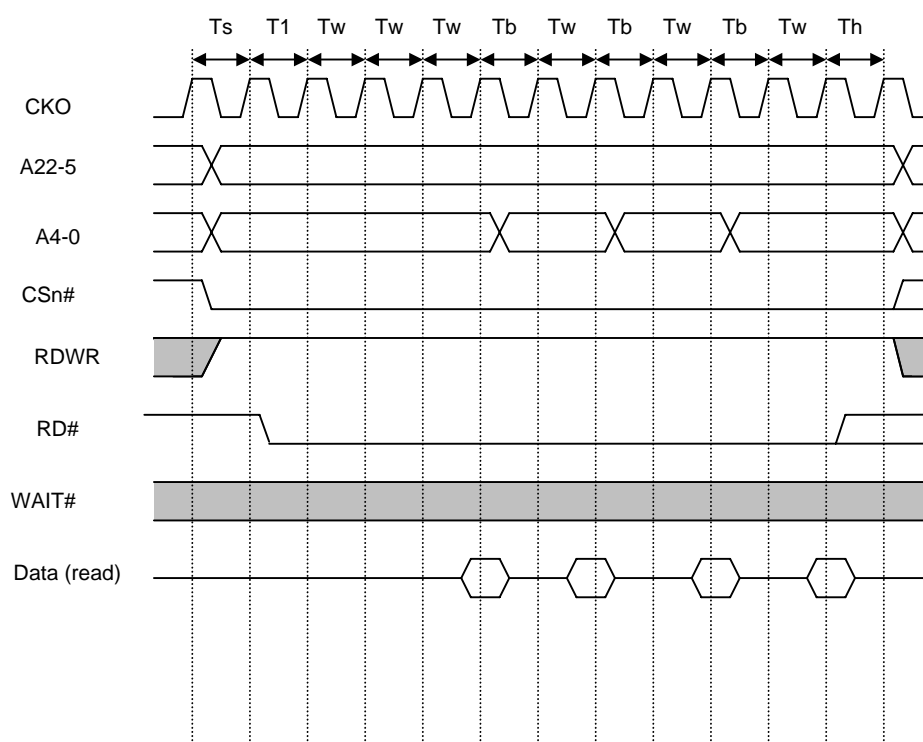 Ts T1 Tw Tw Tw Tb Tw Tb Tw Tb Tw Th
CKO
A22-5
A4-0
CSn#
RDWR
RD#
WAIT#
Data (read)